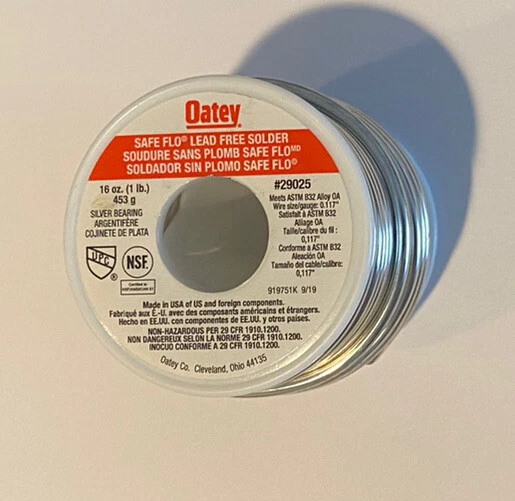 Oatey®
SAFE FLO® LEAD FREE SOLDER
SOUDURE SANS PLOMB SAFE FLOᴹᴰ
SOLDADOR SIN PLOMO SAFE FLO®
16 oz. (1 lb.)
453 g
SILVER BEARING
ARGENTIFÈRE
COJINETE DE PLATA
UPC®
NSF®
Certified to
#29025
Meets ASTM B32 Alloy OA
Wire size/gauge: 0.117"
Satisfait à ASTM B32
Alliage OA
Taille/calibre du fil :
0,117"
Conforme a ASTM B32
Aleación OA
Tamaño del cable/calibre:
0,117"
919751K 9/19
Made in USA of US and foreign components.
Fabriqué aux É.-U. avec des composants américains et étrangers.
Hecho en EE.UU. con componentes de EE.UU. y otros países.
NON-HAZARDOUS PER 29 CFR 1910.1200.
NON DANGEREUX SELON LA NORME 29 CFR 1910.1200.
INOCUO CONFORME A 29 CFR 1910.1200.
Oatey Co. Cleveland, Ohio 44135